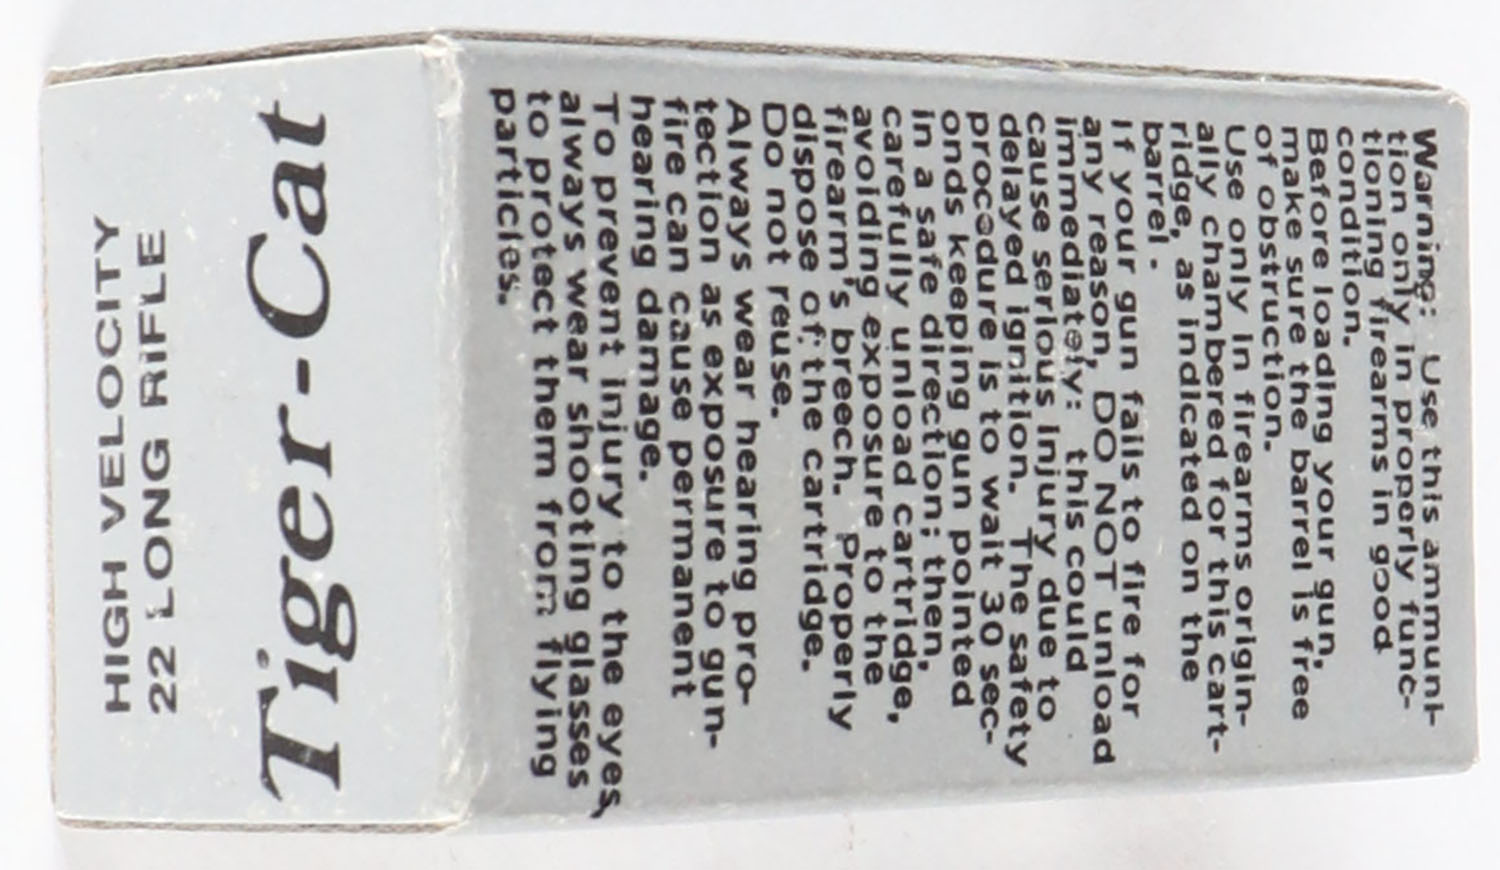 HIGH VELOCITY
22 LONG RIFLE
Tiger-Cat
Warning: Use this ammuni-
tion only in properly func-
tioning firearms in good
condition.
Before loading your gun,
make sure the barrel is free
of obstruction.
Use only in firearms origin-
ally chambered for this cart-
ridge, as indicated on the
barrel.
If your gun fails to fire for
any reason, DO NOT unload
immediately: this could
cause serious injury due to
delayed ignition. The safety
procedure is to wait 30 sec-
onds keeping gun pointed
in a safe direction; then,
carefully unload cartridge,
avoiding exposure to the
firearm's breech. Properly
dispose of the cartridge.
Do not reuse.
Always wear hearing pro-
tection as exposure to gun-
fire can cause permanent
hearing damage.
To prevent injury to the eyes,
always wear shooting glasses
to protect them from flying
particles.